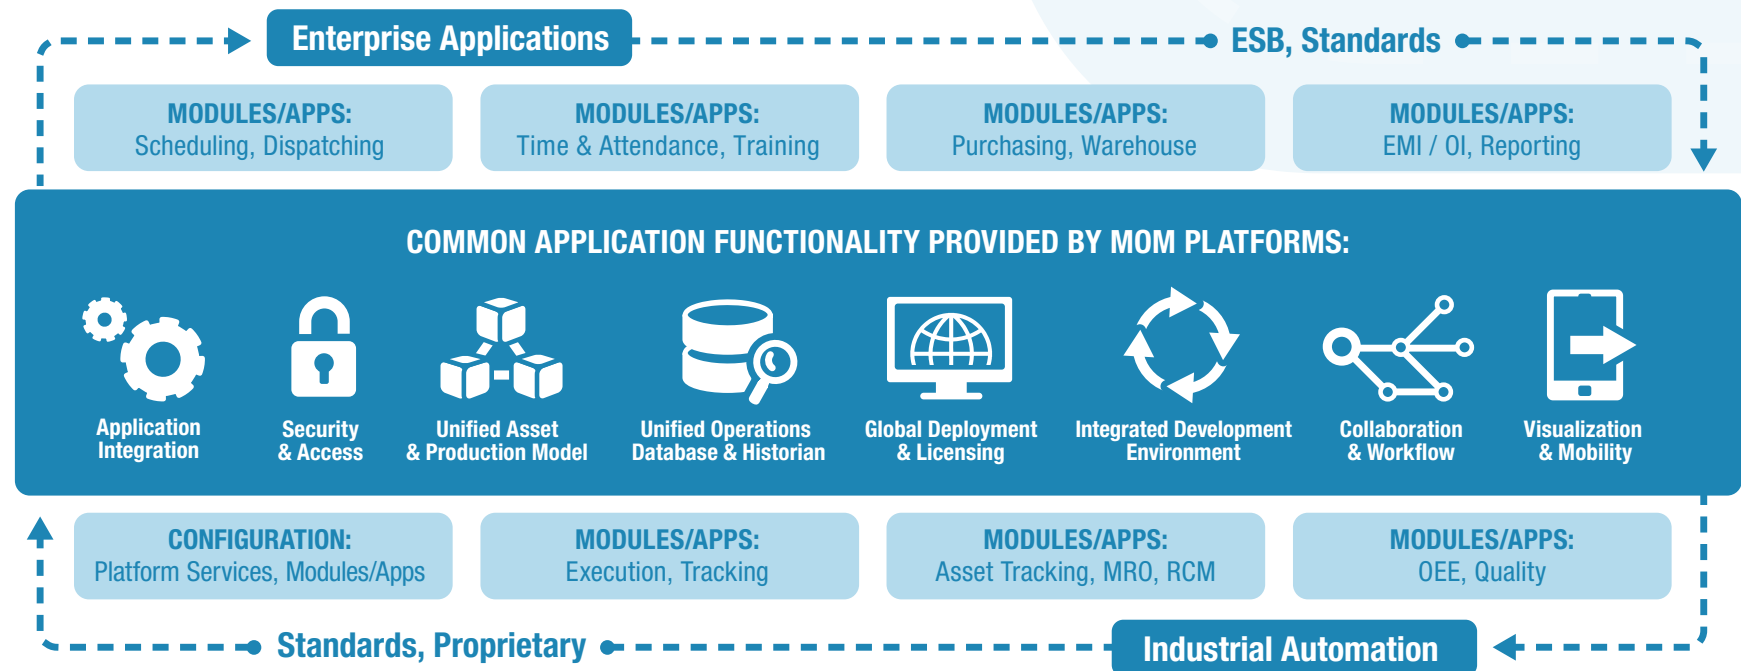 Enterprise Applications
ESB, Standards
MODULES/APPS:
Scheduling, Dispatching
MODULES/APPS:
Time & Attendance, Training
MODULES/APPS:
Purchasing, Warehouse
MODULES/APPS:
EMI / OI, Reporting
COMMON APPLICATION FUNCTIONALITY PROVIDED BY MOM PLATFORMS:
Application
Integration
Security
& Access
Unified Asset
& Production Model
Unified Operations
Database & Historian
Global Deployment
& Licensing
Integrated Development
Environment
Collaboration
& Workflow
Visualization
& Mobility
CONFIGURATION:
Platform Services, Modules/Apps
MODULES/APPS:
Execution, Tracking
MODULES/APPS:
Asset Tracking, MRO, RCM
MODULES/APPS:
OEE, Quality
Standards, Proprietary
Industrial Automation